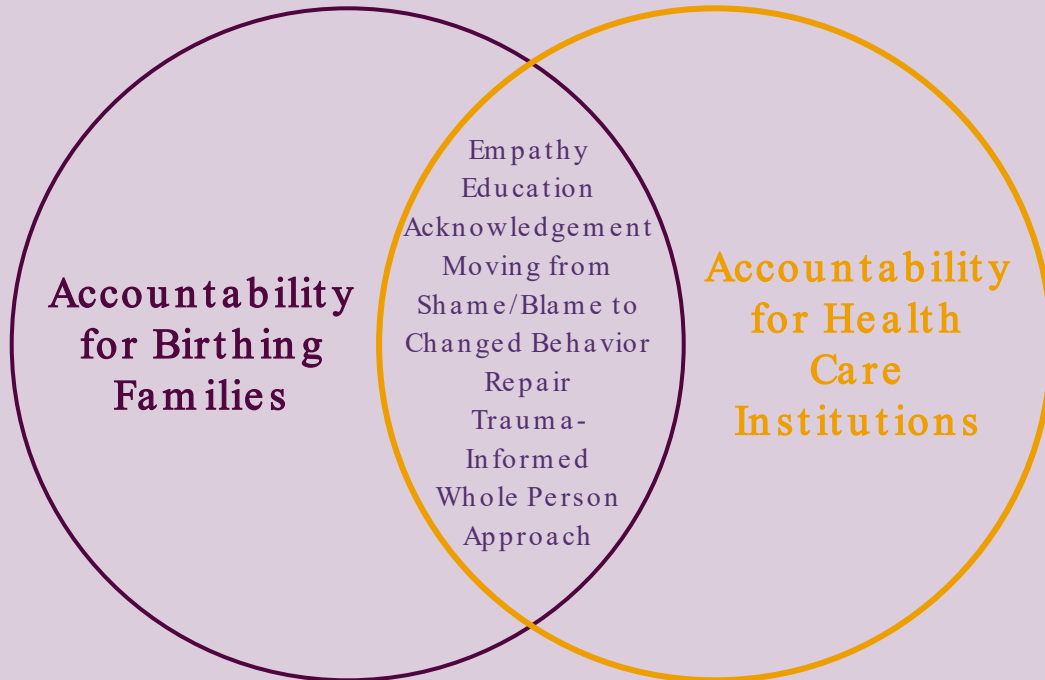 Accountability
for Birthing
Families
Empathy
Education
Acknowledgement
Moving from
Shame/Blame to
Changed Behavior
Repair
Trauma-
Informed
Whole Person
Approach
Accountability
for Health
Care
Institutions